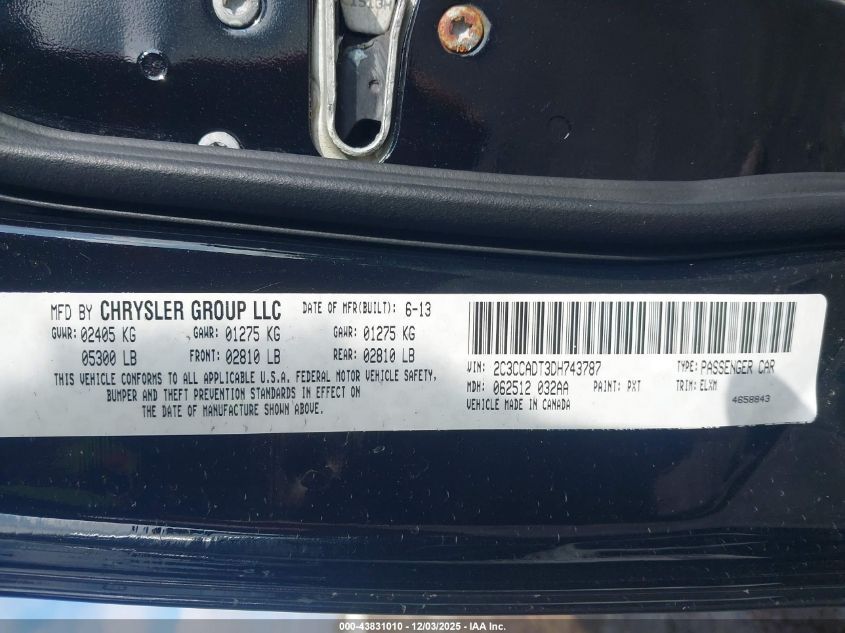 MFD BY CHRYSLER GROUP LLC DATE OF MFR(BUILT): 6-13
GVWR: 02405 KG GAWR: 01275 KG GAWR: 01275 KG
05300 LB FRONT: 02810 LB REAR: 02810 LB
THIS VEHICLE CONFORMS TO ALL APPLICABLE U.S.A. FEDERAL MOTOR VEHICLE SAFETY,
BUMPER AND THEFT PREVENTION STANDARDS IN EFFECT ON
THE DATE OF MANUFACTURE SHOWN ABOVE.
VIN: 2C3CCADT3DH743787 TYPE: PASSENGER CAR
MDH: 062512 032AA PAINT: PXT TRIM: ELXM
VEHICLE MADE IN CANADA 4658843
000-43831010 - 12/03/2025 - IAA Inc.